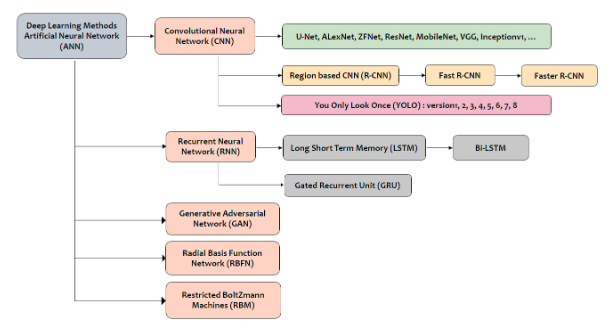 Deep Learning Methods
Artificial Neural Network
(ANN)
Convolutional Neural
Network (CNN)
U-Net, ALexNet, ZFNet, ResNet, MobileNet, VGG, Inceptionv1, ...
Region based CNN (R-CNN)
Fast R-CNN
Faster R-CNN
You Only Look Once (YOLO) : version1, 2, 3, 4, 5, 6, 7, 8
Recurrent Neural
Network (RNN)
Long Short Term Memory (LSTM)
Bi-LSTM
Gated Recurrent Unit (GRU)
Generative Adversarial
Network (GAN)
Radial Basis Function
Network (RBFN)
Restricted BoltZmann
Machines (RBM)